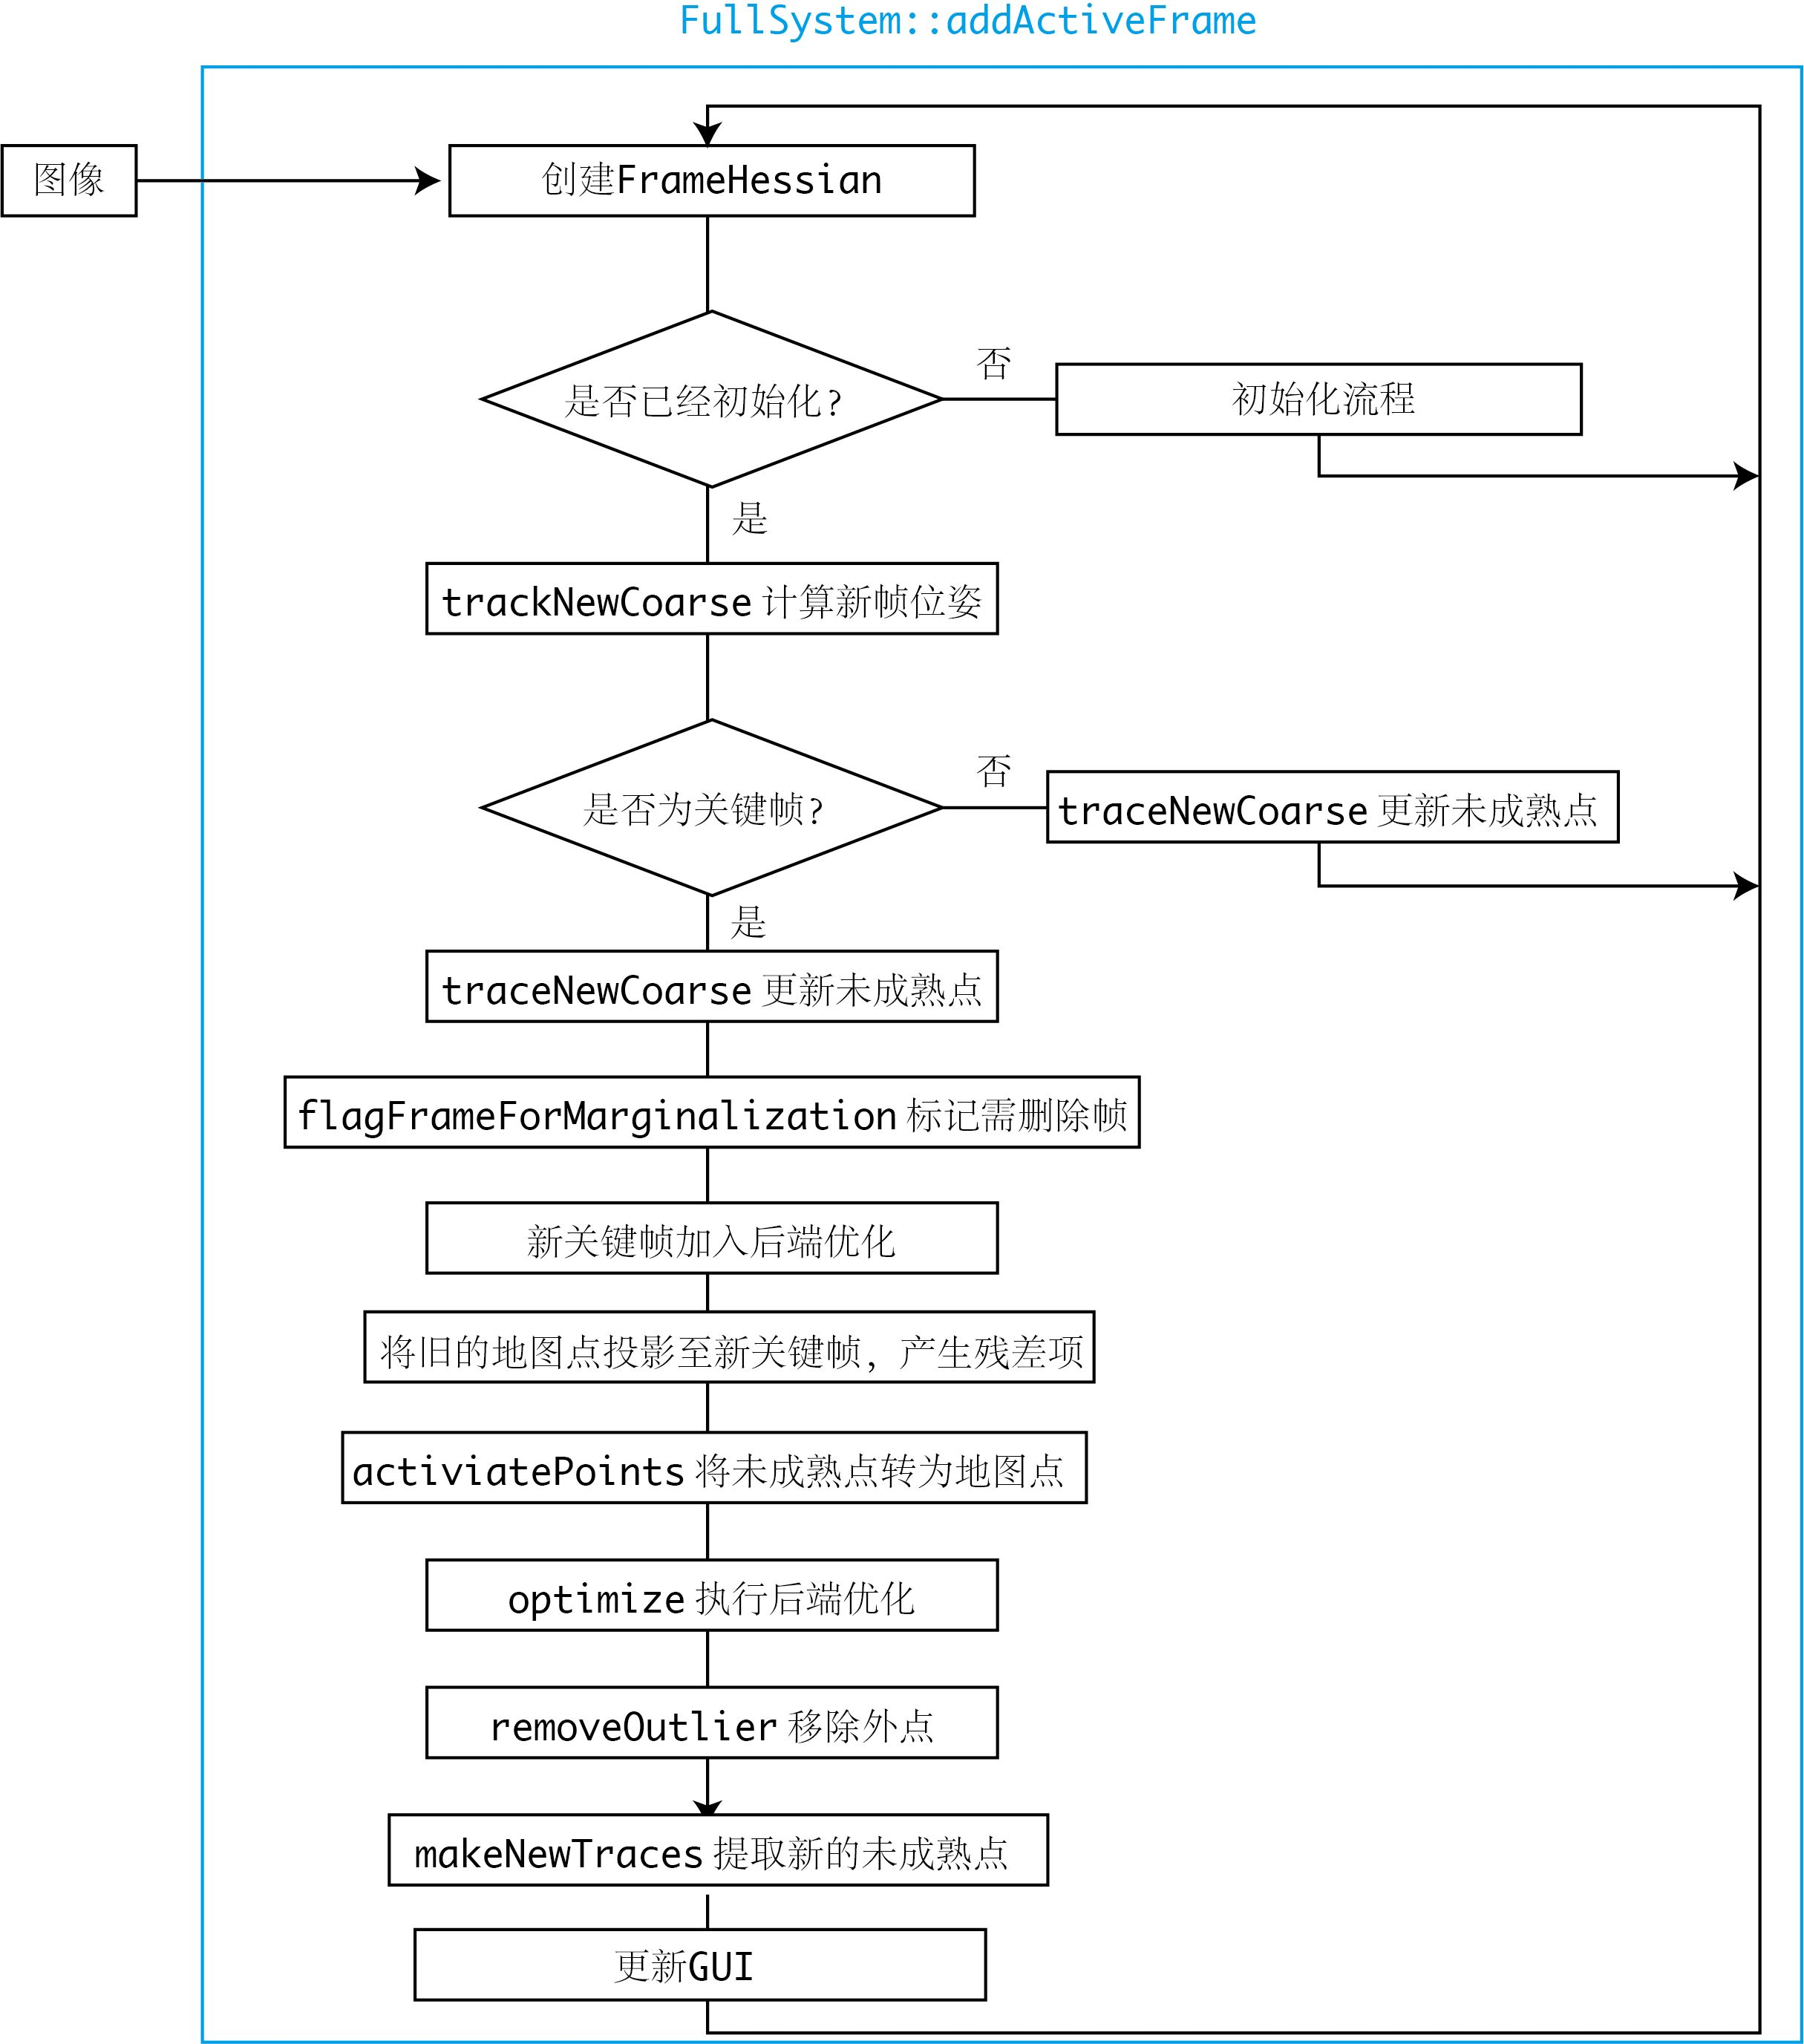 FullSystem::addActiveFrame
图像
创建FrameHessian
是否已经初始化?
否
初始化流程
是
trackNewCoarse 计算新帧位姿
是否为关键帧?
否
traceNewCoarse 更新未成熟点
是
traceNewCoarse 更新未成熟点
flagFrameForMarginalization 标记需删除帧
新关键帧加入后端优化
将旧的地图点投影至新关键帧，产生残差项
activiatePoints 将未成熟点转为地图点
optimize 执行后端优化
removeOutlier 移除外点
makeNewTraces 提取新的未成熟点
更新GUI